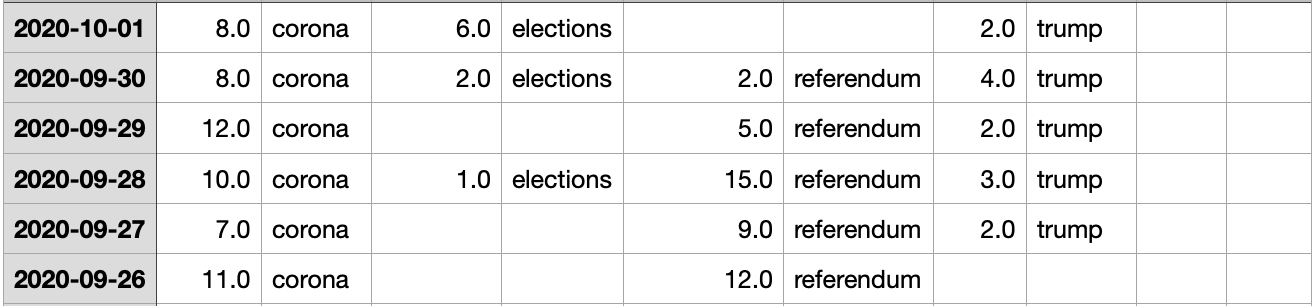 2020-10-01 8.0 corona 6.0 elections 2.0 trump
2020-09-30 8.0 corona 2.0 elections 2.0 referendum 4.0 trump
2020-09-29 12.0 corona 5.0 referendum 2.0 trump
2020-09-28 10.0 corona 1.0 elections 15.0 referendum 3.0 trump
2020-09-27 7.0 corona 9.0 referendum 2.0 trump
2020-09-26 11.0 corona 12.0 referendum